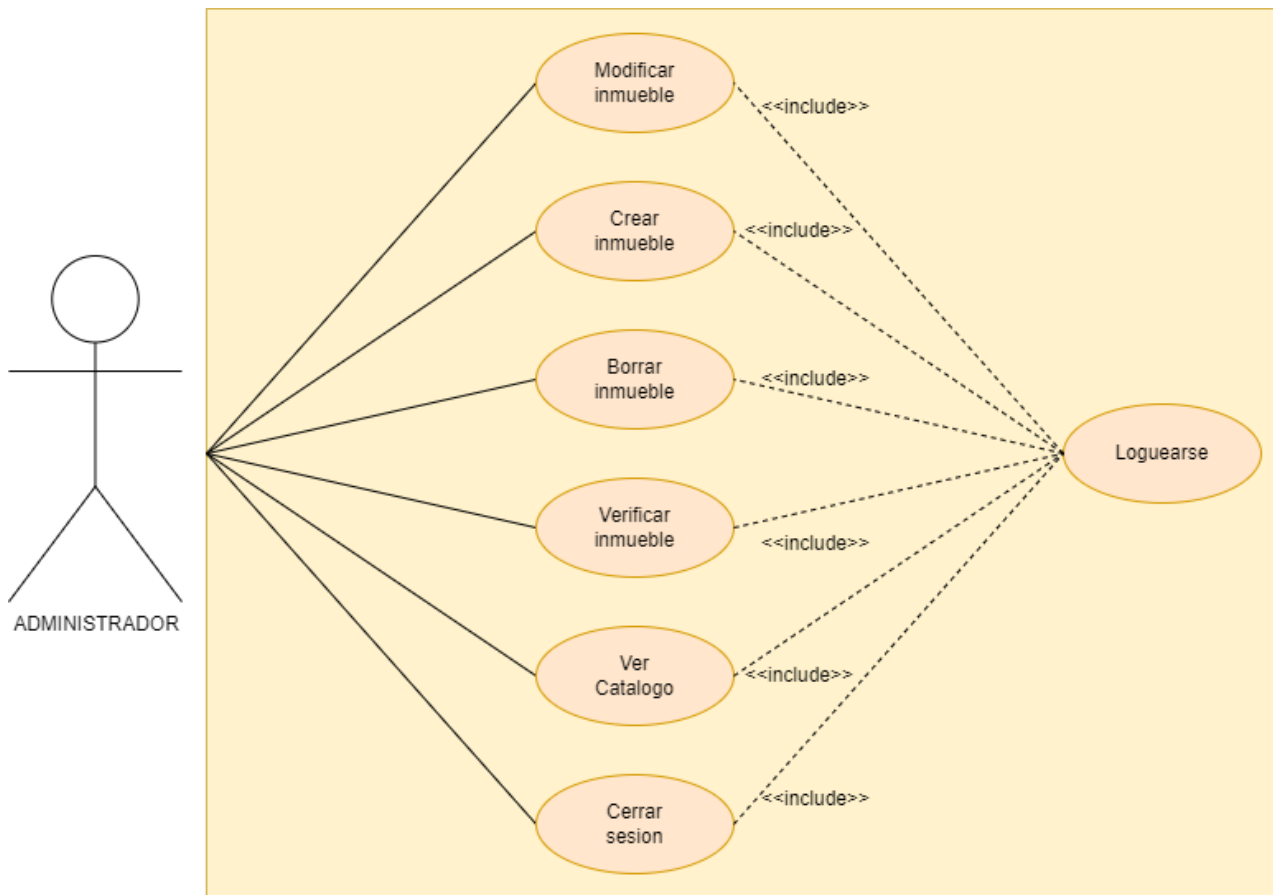 Modificar
inmueble
<<include>>
Crear
inmueble
<<include>>
Borrar
inmueble
<<include>>
Loguearse
Verificar
inmueble
<<include>>
ADMINISTRADOR
Ver
Catalogo
<<include>>
Cerrar
sesion
<<include>>